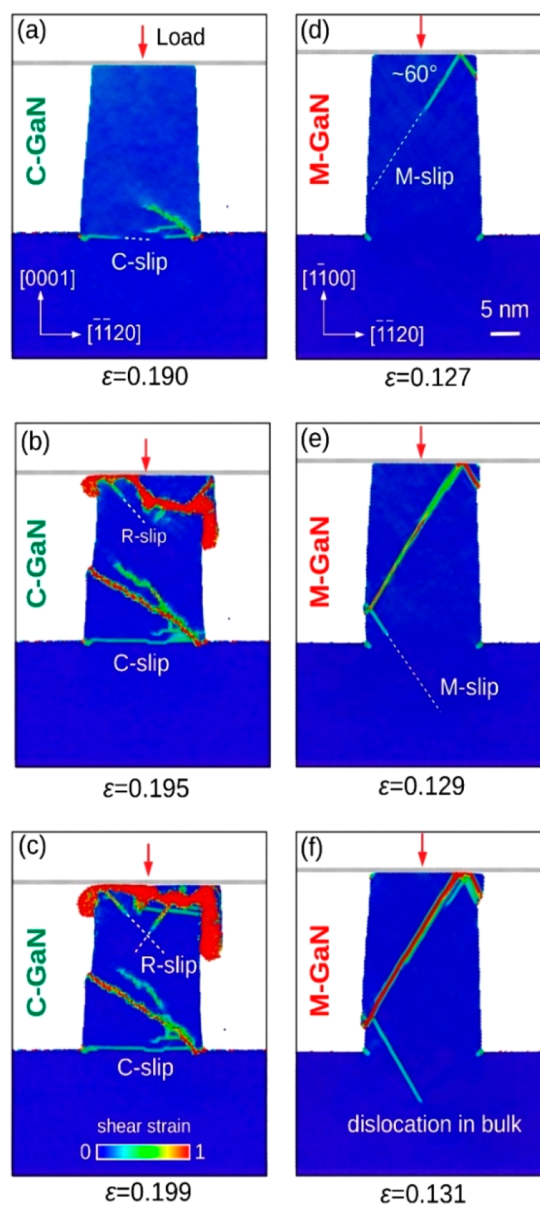 (a)
Load
C-GaN
C-slip
[0001]
[1̅1̅20]
ε=0.190
(d)
~60°
M-GaN
M-slip
[11̅00]
[1̅1̅20]
5 nm
ε=0.127
(b)
C-GaN
R-slip
C-slip
ε=0.195
(e)
M-GaN
M-slip
ε=0.129
(c)
C-GaN
R-slip
C-slip
shear strain
0 1
ε=0.199
(f)
M-GaN
dislocation in bulk
ε=0.131